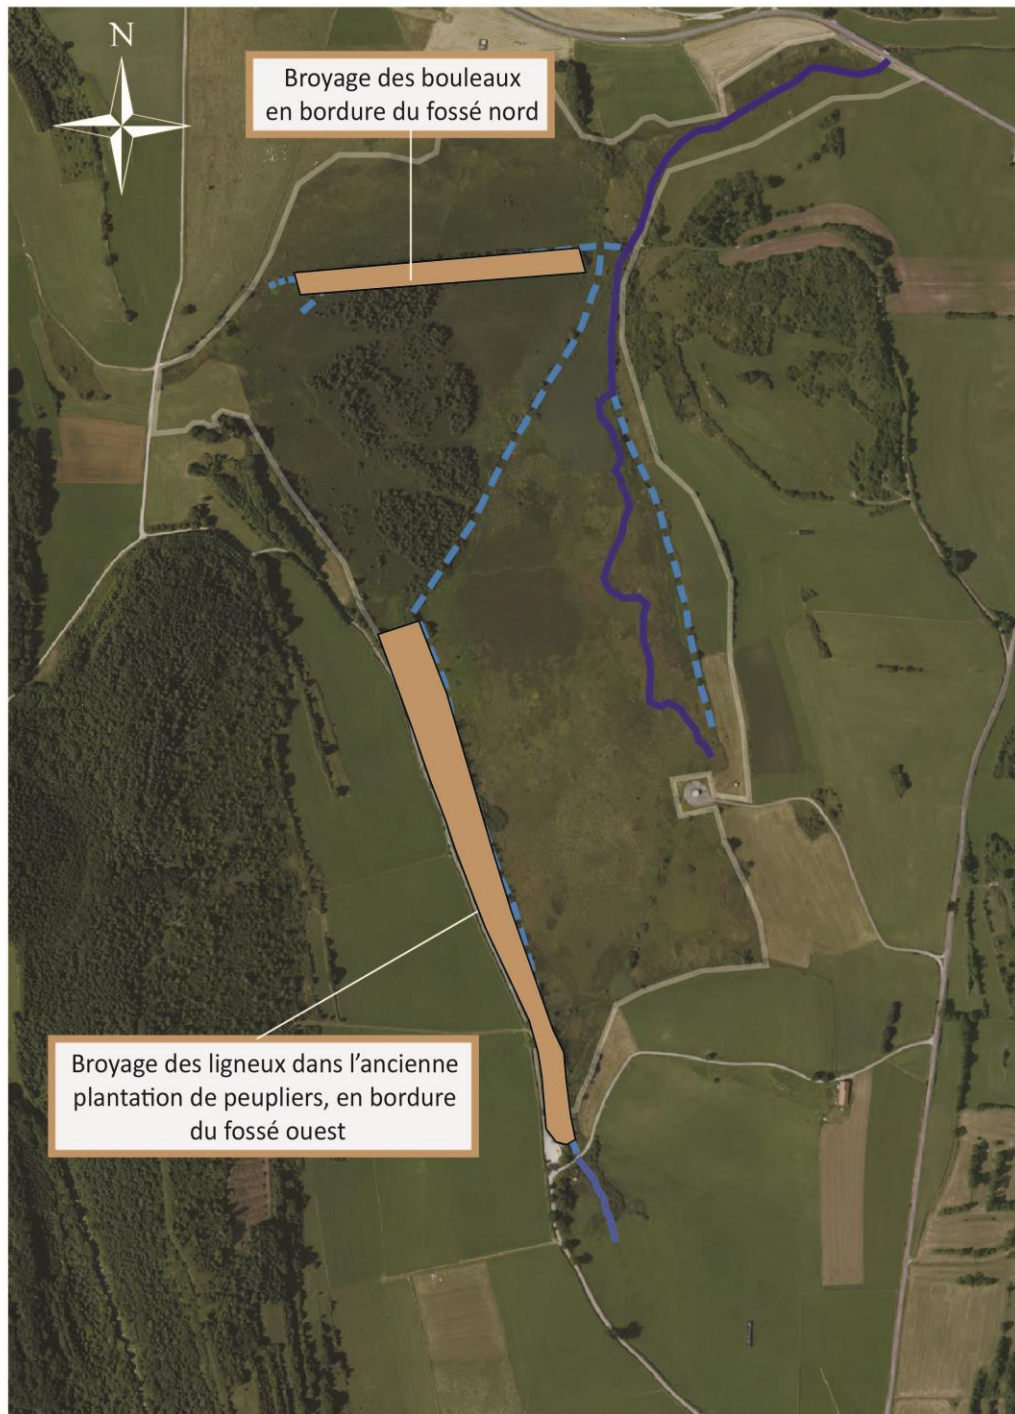 N
Broyage des bouleaux
en bordure du fossé nord
Broyage des ligneux dans l’ancienne
plantation de peupliers, en bordure
du fossé ouest